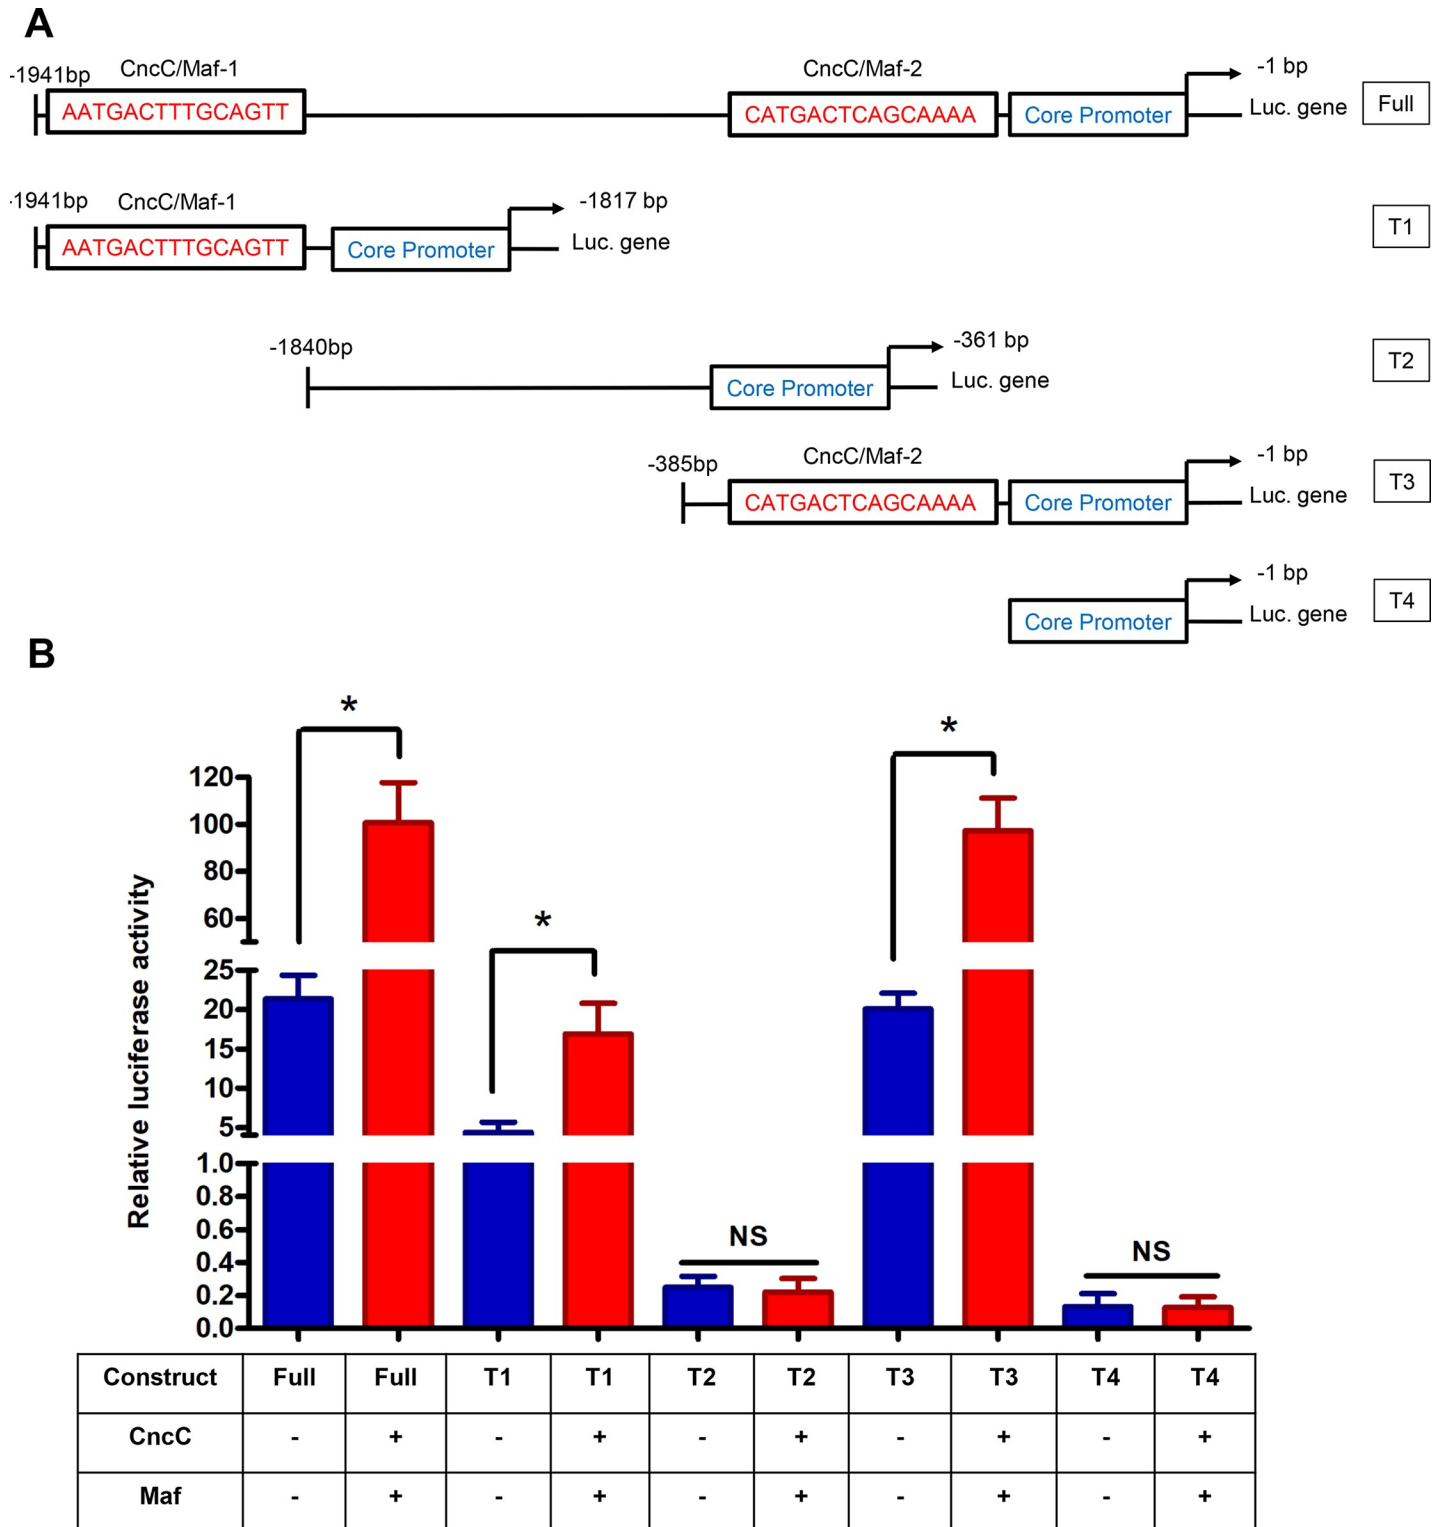 A
-1941bp CncC/Maf-1 CncC/Maf-2 -1 bp
AATGACTTTGCAGTT CATGACTCAGCAAAA Core Promoter Luc. gene Full
-1941bp CncC/Maf-1 -1817 bp
AATGACTTTGCAGTT Core Promoter Luc. gene T1
-1840bp -361 bp
Core Promoter Luc. gene T2
-385bp CncC/Maf-2 -1 bp
CATGACTCAGCAAAA Core Promoter Luc. gene T3
-1 bp
Core Promoter Luc. gene T4
B
Relative luciferase activity
120
100
80
60
25
20
15
10
5
1.0
0.8
0.6
0.4
0.2
0.0
*
*
NS
*
NS
Construct Full Full T1 T1 T2 T2 T3 T3 T4 T4
CncC - + - + - + - + - +
Maf - + - + - + - + - +